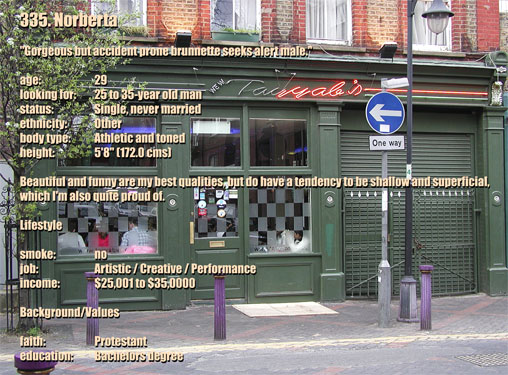 335. Norberta
"Gorgeous but accident prone brunnette seeks alert male."
age: 29
looking for: 25 to 35-year old man
status: Single, never married
ethnicity: Other
body type: Athletic and toned
height: 5'8" (172.0 cms)
Beautiful and funny are my best qualities, but do have a tendency to be shallow and superficial,
which I'm also quite proud of.
Lifestyle
smoke: no
job: Artistic / Creative / Performance
income: $25,001 to $35,0000
Background/Values
faith: Protestant
education: Bachelors degree
One way